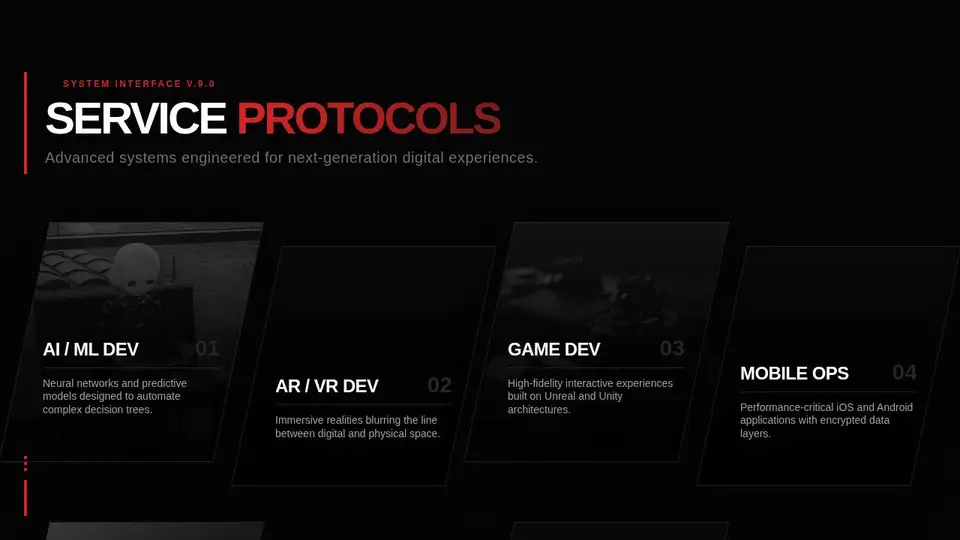 SYSTEM INTERFACE V.9.0
SERVICE PROTOCOLS
Advanced systems engineered for next-generation digital experiences.
AI / ML DEV 01
Neural networks and predictive
models designed to automate
complex decision trees.
AR / VR DEV 02
Immersive realities blurring the line
between digital and physical space.
GAME DEV 03
High-fidelity interactive experiences
built on Unreal and Unity
architectures.
MOBILE OPS 04
Performance-critical iOS and Android
applications with encrypted data
layers.